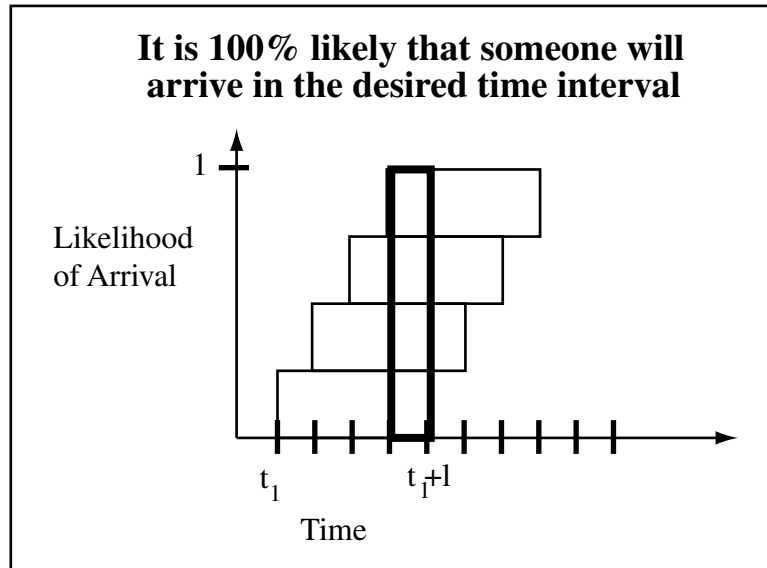 It is 100% likely that someone will
arrive in the desired time interval
1
Likelihood
of Arrival
t1
t1+l
Time